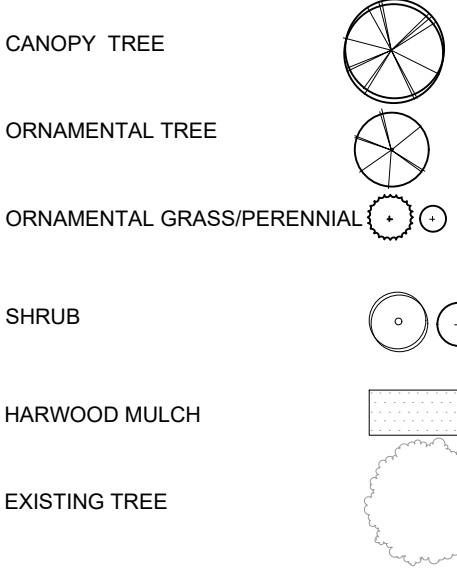 CANOPY TREE
ORNAMENTAL TREE
ORNAMENTAL GRASS/PERENNIAL
SHRUB
HARWOOD MULCH
EXISTING TREE